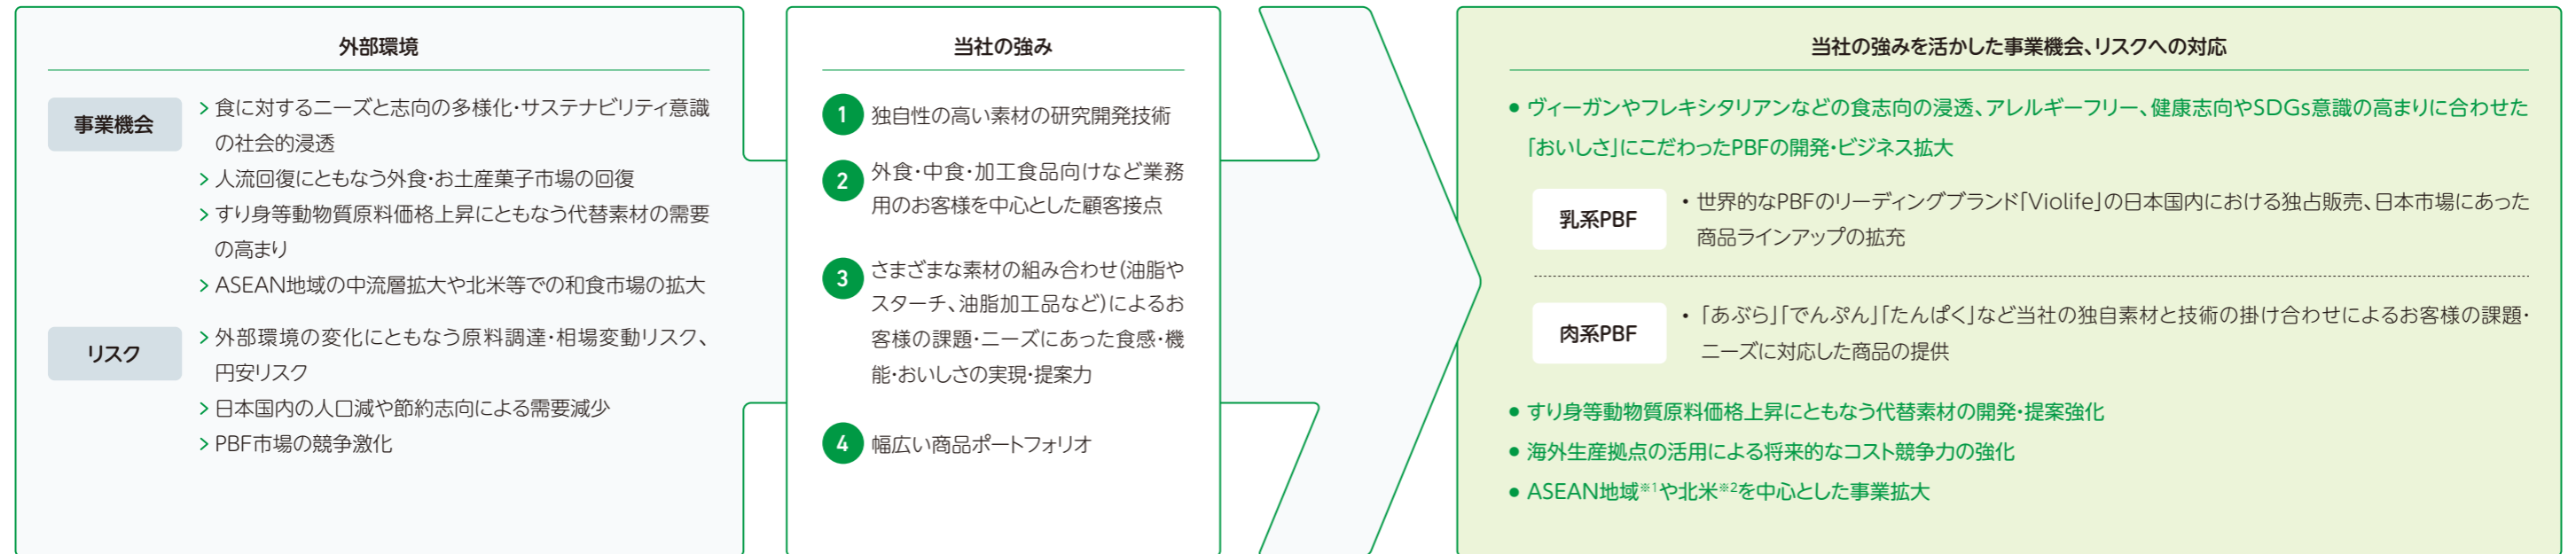 外部環境
事業機会
> 食に対するニーズと志向の多様化・サステナビリティ意識
の社会的浸透
> 人流回復にともなう外食・お土産菓子市場の回復
> すり身等動物質原料価格上昇にともなう代替素材の需要
の高まり
> ASEAN地域の中流層拡大や北米等での和食市場の拡大
リスク
> 外部環境の変化にともなう原料調達・相場変動リスク、
円安リスク
> 日本国内の人口減や節約志向による需要減少
> PBF市場の競争激化
当社の強み
1 独自性の高い素材の研究開発技術
2 外食・中食・加工食品向けなど業務
用のお客様を中心とした顧客接点
3 さまざまな素材の組み合わせ(油脂や
スターチ、油脂加工品など)によるお
客様の課題・ニーズにあった食感・機
能・おいしさの実現・提案力
4 幅広い商品ポートフォリオ
当社の強みを活かした事業機会、リスクへの対応
● ヴィーガンやフレキシタリアンなどの食志向の浸透、アレルギーフリー、健康志向やSDGs意識の高まりに合わせた
「おいしさ」にこだわったPBFの開発・ビジネス拡大
乳系PBF
・世界的なPBFのリーディングブランド「Violife」の日本国内における独占販売、日本市場にあった
商品ラインアップの拡充
肉系PBF
・「あぶら」「でんぷん」「たんぱく」など当社の独自素材と技術の掛け合わせによるお客様の課題・
ニーズに対応した商品の提供
● すり身等動物質原料価格上昇にともなう代替素材の開発・提案強化
● 海外生産拠点の活用による将来的なコスト競争力の強化
● ASEAN地域※1や北米※2を中心とした事業拡大